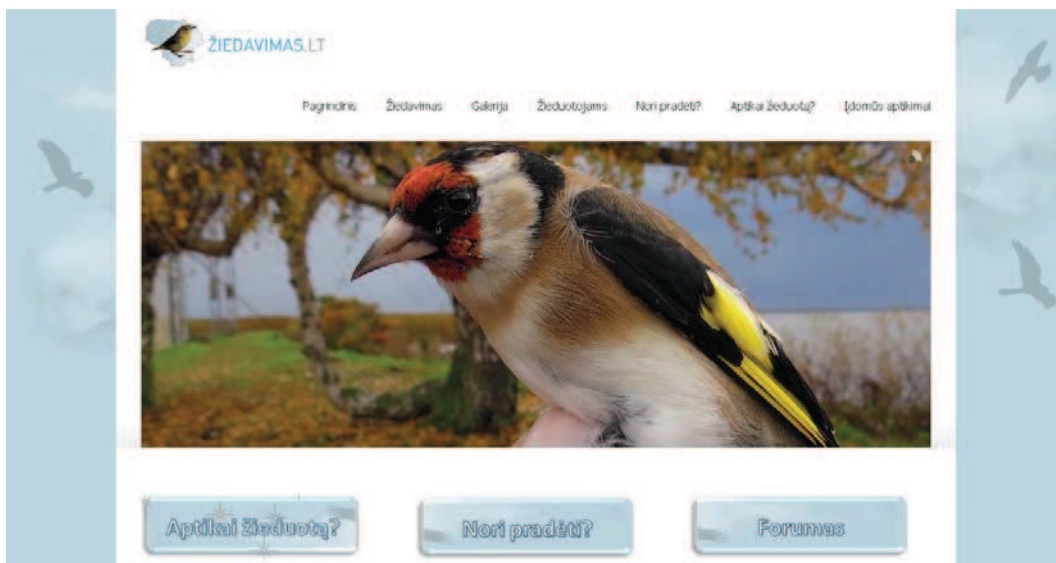 ŽIEDAVIMAS.LT
Pagrindinis Žiedavimas Galerija Žieduotojams Nori pradėti? Aptikai žieduotą? Įdomūs aptikimai
Aptikai žieduotą? Nori pradėti? Forumas